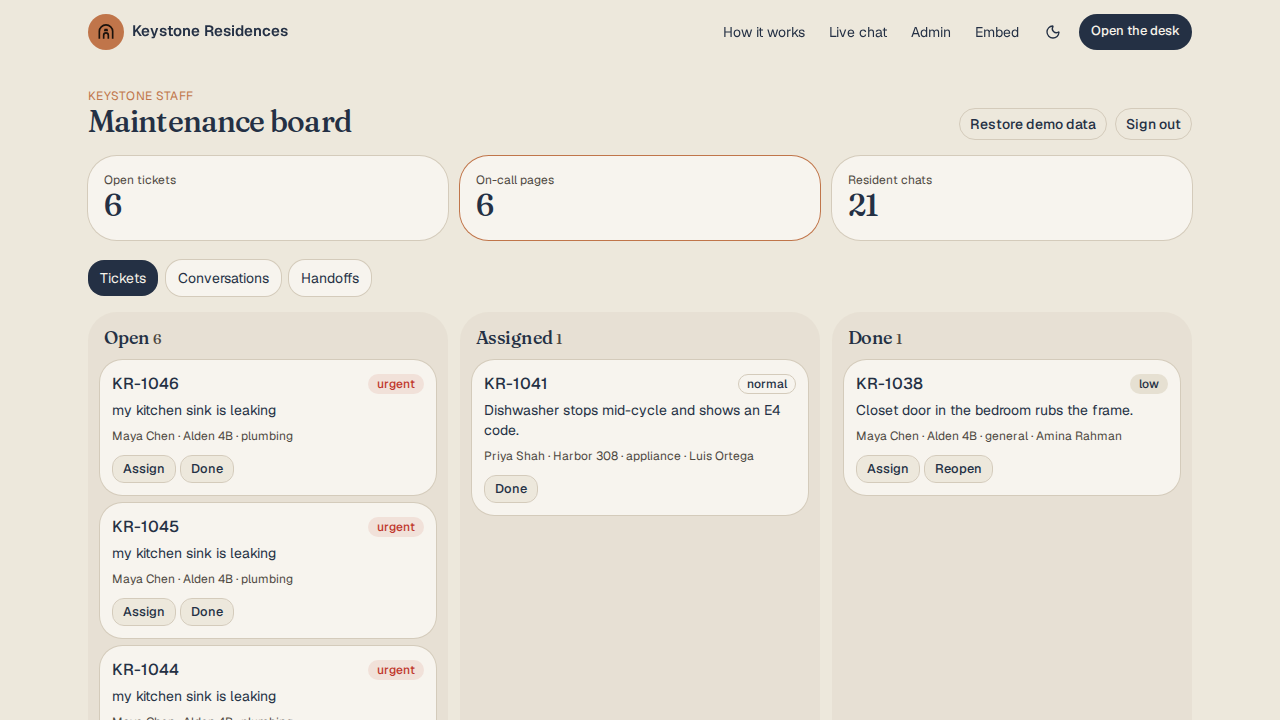 Keystone Residences
How it works
Live chat
Admin
Embed
Open the desk
KEYSTONE STAFF
Maintenance board
Restore demo data
Sign out
Open tickets
6
On-call pages
6
Resident chats
21
Tickets
Conversations
Handoffs
Open 6
KR-1046
urgent
my kitchen sink is leaking
Maya Chen · Alden 4B · plumbing
Assign
Done
KR-1045
urgent
my kitchen sink is leaking
Maya Chen · Alden 4B · plumbing
Assign
Done
KR-1044
urgent
my kitchen sink is leaking
Maya Chen · Alden 4B · plumbing
Assigned 1
KR-1041
normal
Dishwasher stops mid-cycle and shows an E4
code.
Priya Shah · Harbor 308 · appliance · Luis Ortega
Done
Done 1
KR-1038
low
Closet door in the bedroom rubs the frame.
Maya Chen · Alden 4B · general · Amina Rahman
Assign
Reopen